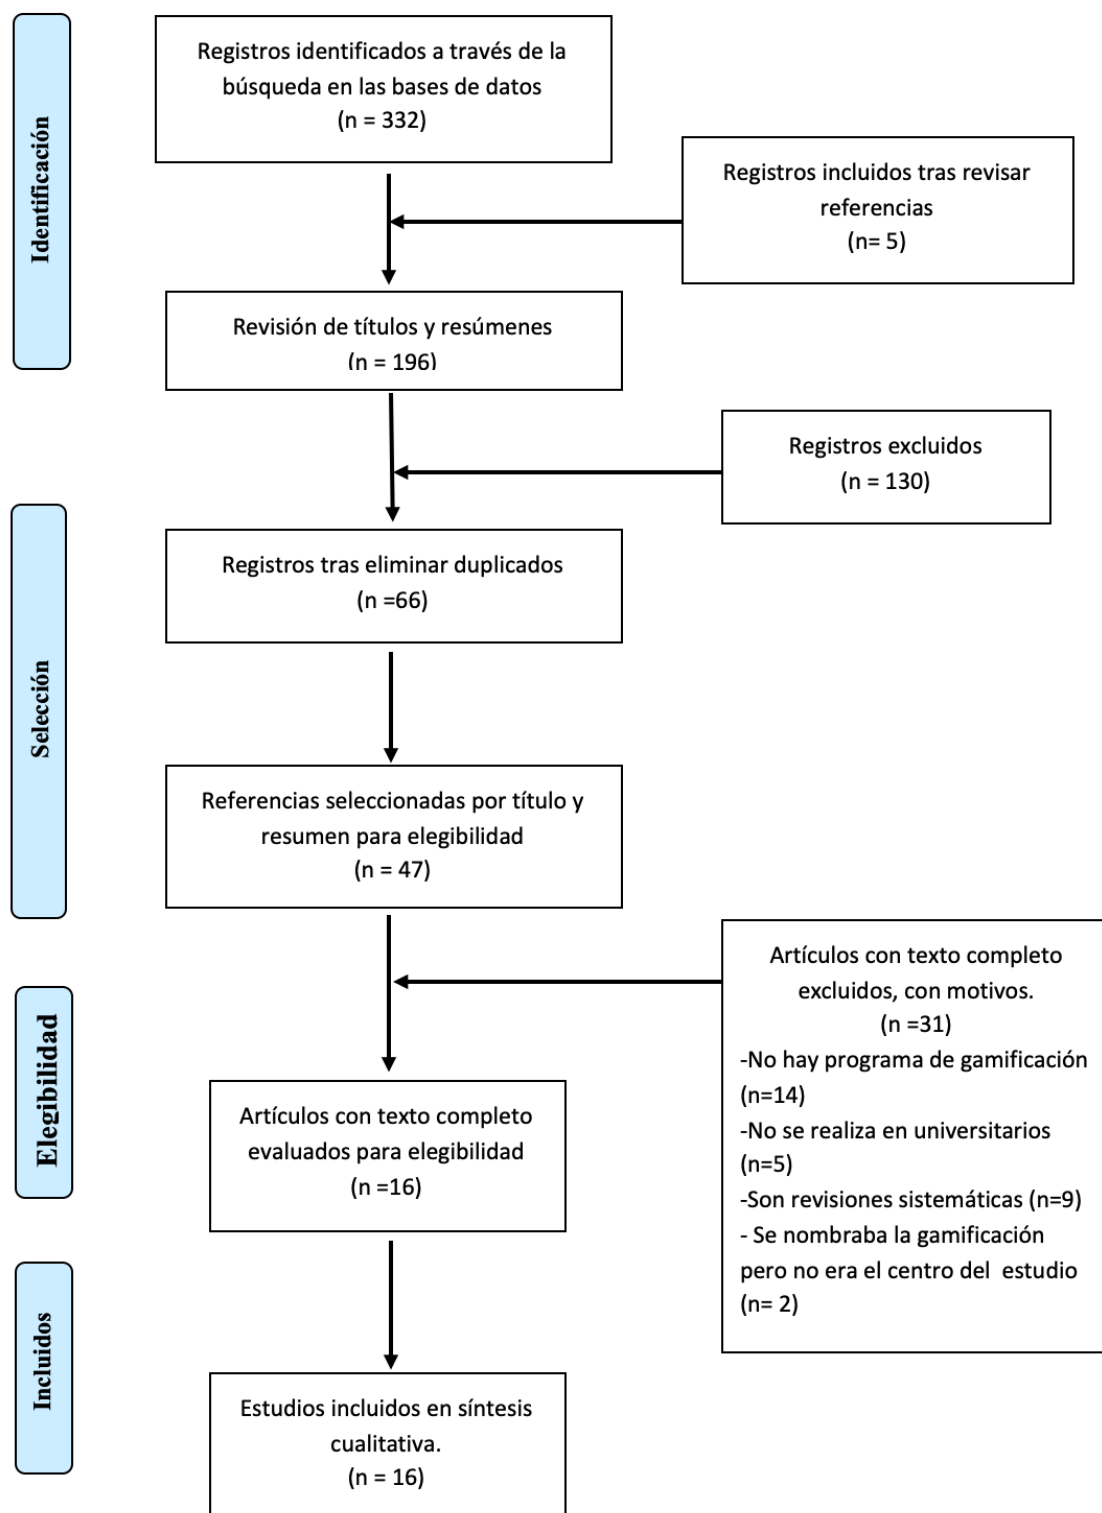 Identificación
Registros identificados a través de la
búsqueda en las bases de datos
(n = 332)
Registros incluidos tras revisar
referencias
(n= 5)
Revisión de títulos y resúmenes
(n = 196)
Registros excluidos
(n = 130)
Selección
Registros tras eliminar duplicados
(n =66)
Referencias seleccionadas por título y
resumen para elegibilidad
(n = 47)
Elegibilidad
Artículos con texto completo
excluidos, con motivos.
(n =31)
-No hay programa de gamificación
(n=14)
-No se realiza en universitarios
(n=5)
-Son revisiones sistemáticas (n=9)
- Se nombraba la gamificación
pero no era el centro del  estudio
(n= 2)
Artículos con texto completo
evaluados para elegibilidad
(n =16)
Incluidos
Estudios incluidos en síntesis
cualitativa.
(n = 16)